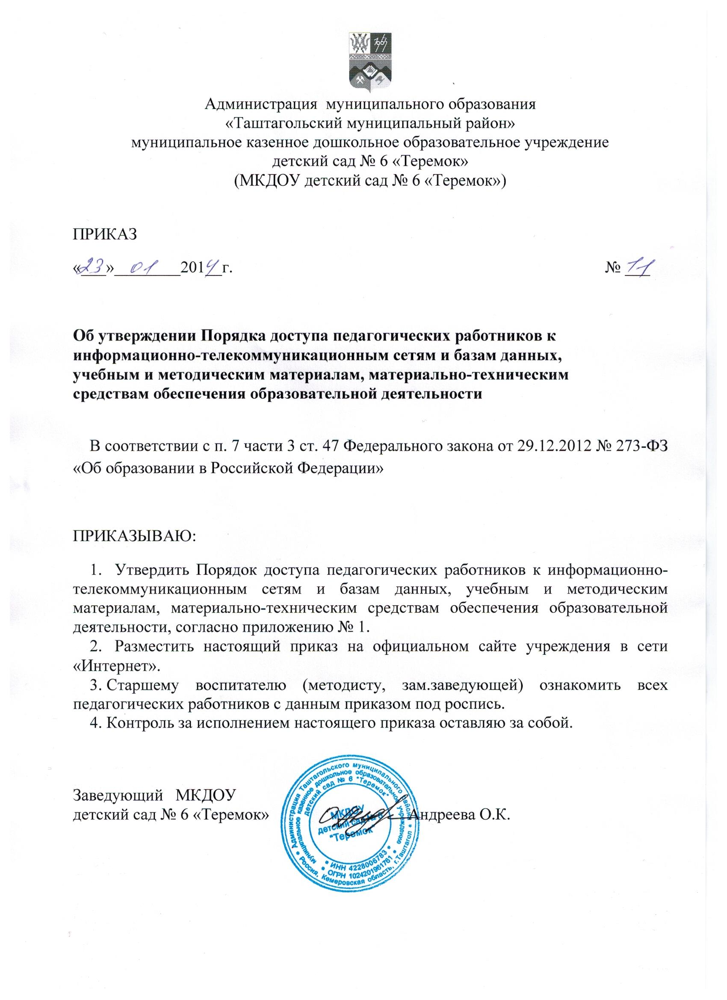 1963
Администрация муниципального образования
«Таштагольский муниципальный район»
муниципальное казенное дошкольное образовательное учреждение
детский сад № 6 «Теремок»
(МКДОУ детский сад № 6 «Теремок»)
ПРИКАЗ
«23» 01 2014 г. № 11
Об утверждении Порядка доступа педагогических работников к
информационно-телекоммуникационным сетям и базам данных,
учебным и методическим материалам, материально-техническим
средствам обеспечения образовательной деятельности
В соответствии с п. 7 части 3 ст. 47 Федерального закона от 29.12.2012 № 273-ФЗ
«Об образовании в Российской Федерации»
ПРИКАЗЫВАЮ:
1. Утвердить Порядок доступа педагогических работников к информационно-
телекоммуникационным сетям и базам данных, учебным и методическим
материалам, материально-техническим средствам обеспечения образовательной
деятельности, согласно приложению № 1.
2. Разместить настоящий приказ на официальном сайте учреждения в сети
«Интернет».
3. Старшему воспитателю (методисту, зам.заведующей) ознакомить всех
педагогических работников с данным приказом под роспись.
4. Контроль за исполнением настоящего приказа оставляю за собой.
Заведующий МКДОУ
детский сад № 6 «Теремок» Андреева О.К.
Администрация Таштагольского муниципального района * Россия, Кемеровская область, г.Таштагол *
муниципальное казенное дошкольное образовательное учреждение
детский сад № 6 "Теремок"
МКДОУ
детский сад № 6
"Теремок"
* ИНН 4228006783 *
* ОГРН 1024201961761 *